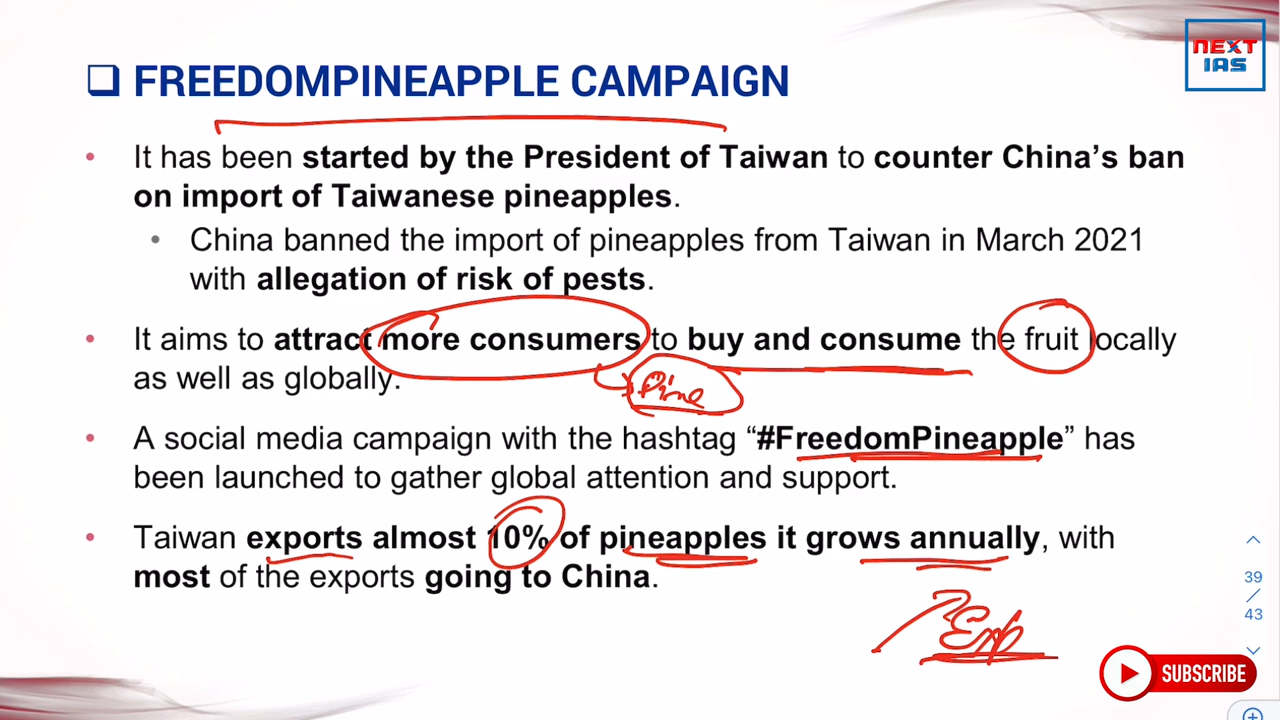 NEXT
IAS
FREEDOMPINEAPPLE CAMPAIGN
• It has been started by the President of Taiwan to counter China's ban
on import of Taiwanese pineapples.
• China banned the import of pineapples from Taiwan in March 2021
with allegation of risk of pests.
• It aims to attract more consumers to buy and consume the fruit locally
as well as globally.
Pine
• A social media campaign with the hashtag “#FreedomPineapple” has
been launched to gather global attention and support.
• Taiwan exports almost 10% of pineapples it grows annually, with
most of the exports going to China.
Exp
39
/
43
SUBSCRIBE